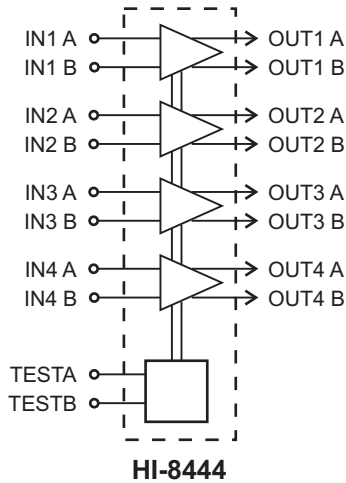 IN1 A OUT1 A
IN1 B OUT1 B
IN2 A OUT2 A
IN2 B OUT2 B
IN3 A OUT3 A
IN3 B OUT3 B
IN4 A OUT4 A
IN4 B OUT4 B
TESTA
TESTB
HI-8444